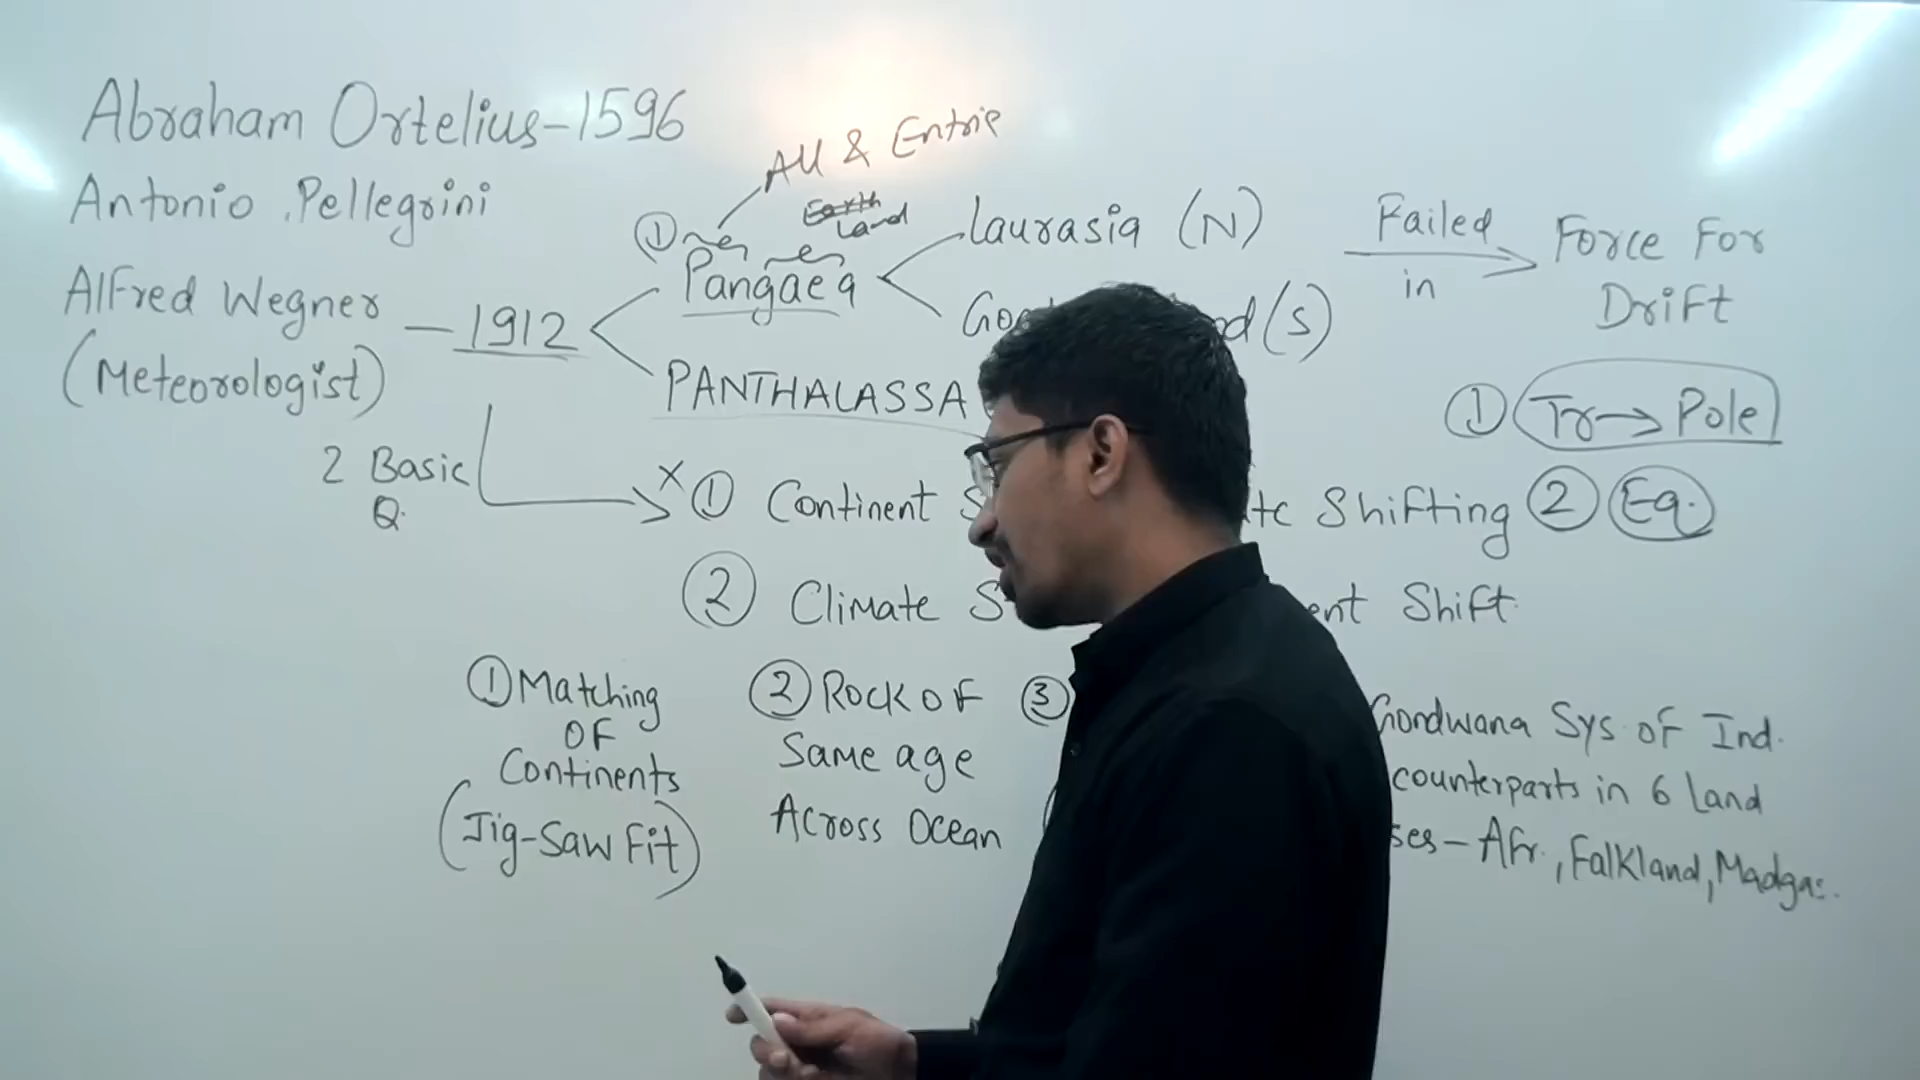 Abraham Ortelius-1596
Antonio Pellegrini
Alfred Wegner
(Meteorologist)
— 1912
① Pangaea
All & Entrie
Earth
Land
Laurasia (N)
(S)
PANTHALASSA
Failed
in
Force For
Drift
① Tr→Pole
2 Basic
Q.
x ① Continent Shifting
② Eq.
② Climate Shift
① Matching
OF
Continents
(Jig-Saw Fit)
② Rock OF
Same age
Across Ocean
③
Gondwana Sys. of Ind.
counterparts in 6 Land
Afr., Falkland, Madgas.